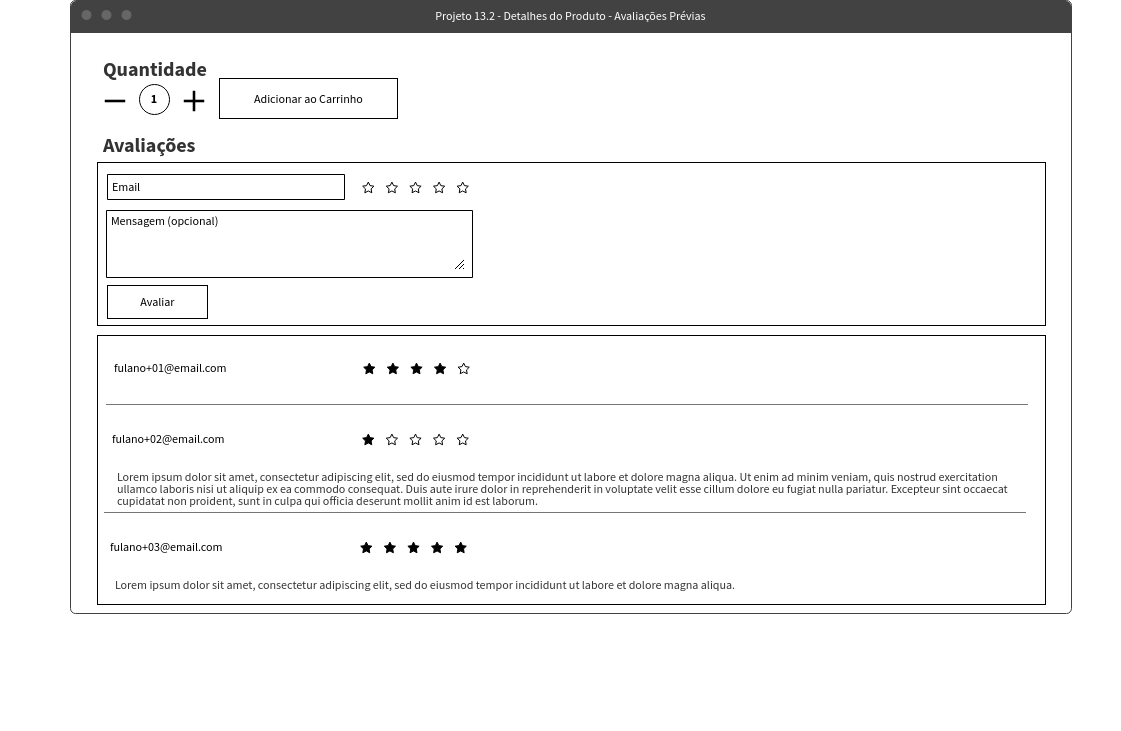 Projeto 13.2 - Detalhes do Produto - Avaliações Prévias
Quantidade
1
Adicionar ao Carrinho
Avaliações
Email
Mensagem (opcional)
Avaliar
fulano+01@email.com
fulano+02@email.com
Lorem ipsum dolor sit amet, consectetur adipiscing elit, sed do eiusmod tempor incididunt ut labore et dolore magna aliqua. Ut enim ad minim veniam, quis nostrud exercitation
ullamco laboris nisi ut aliquip ex ea commodo consequat. Duis aute irure dolor in reprehenderit in voluptate velit esse cillum dolore eu fugiat nulla pariatur. Excepteur sint occaecat
cupidatat non proident, sunt in culpa qui officia deserunt mollit anim id est laborum.
fulano+03@email.com
Lorem ipsum dolor sit amet, consectetur adipiscing elit, sed do eiusmod tempor incididunt ut labore et dolore magna aliqua.